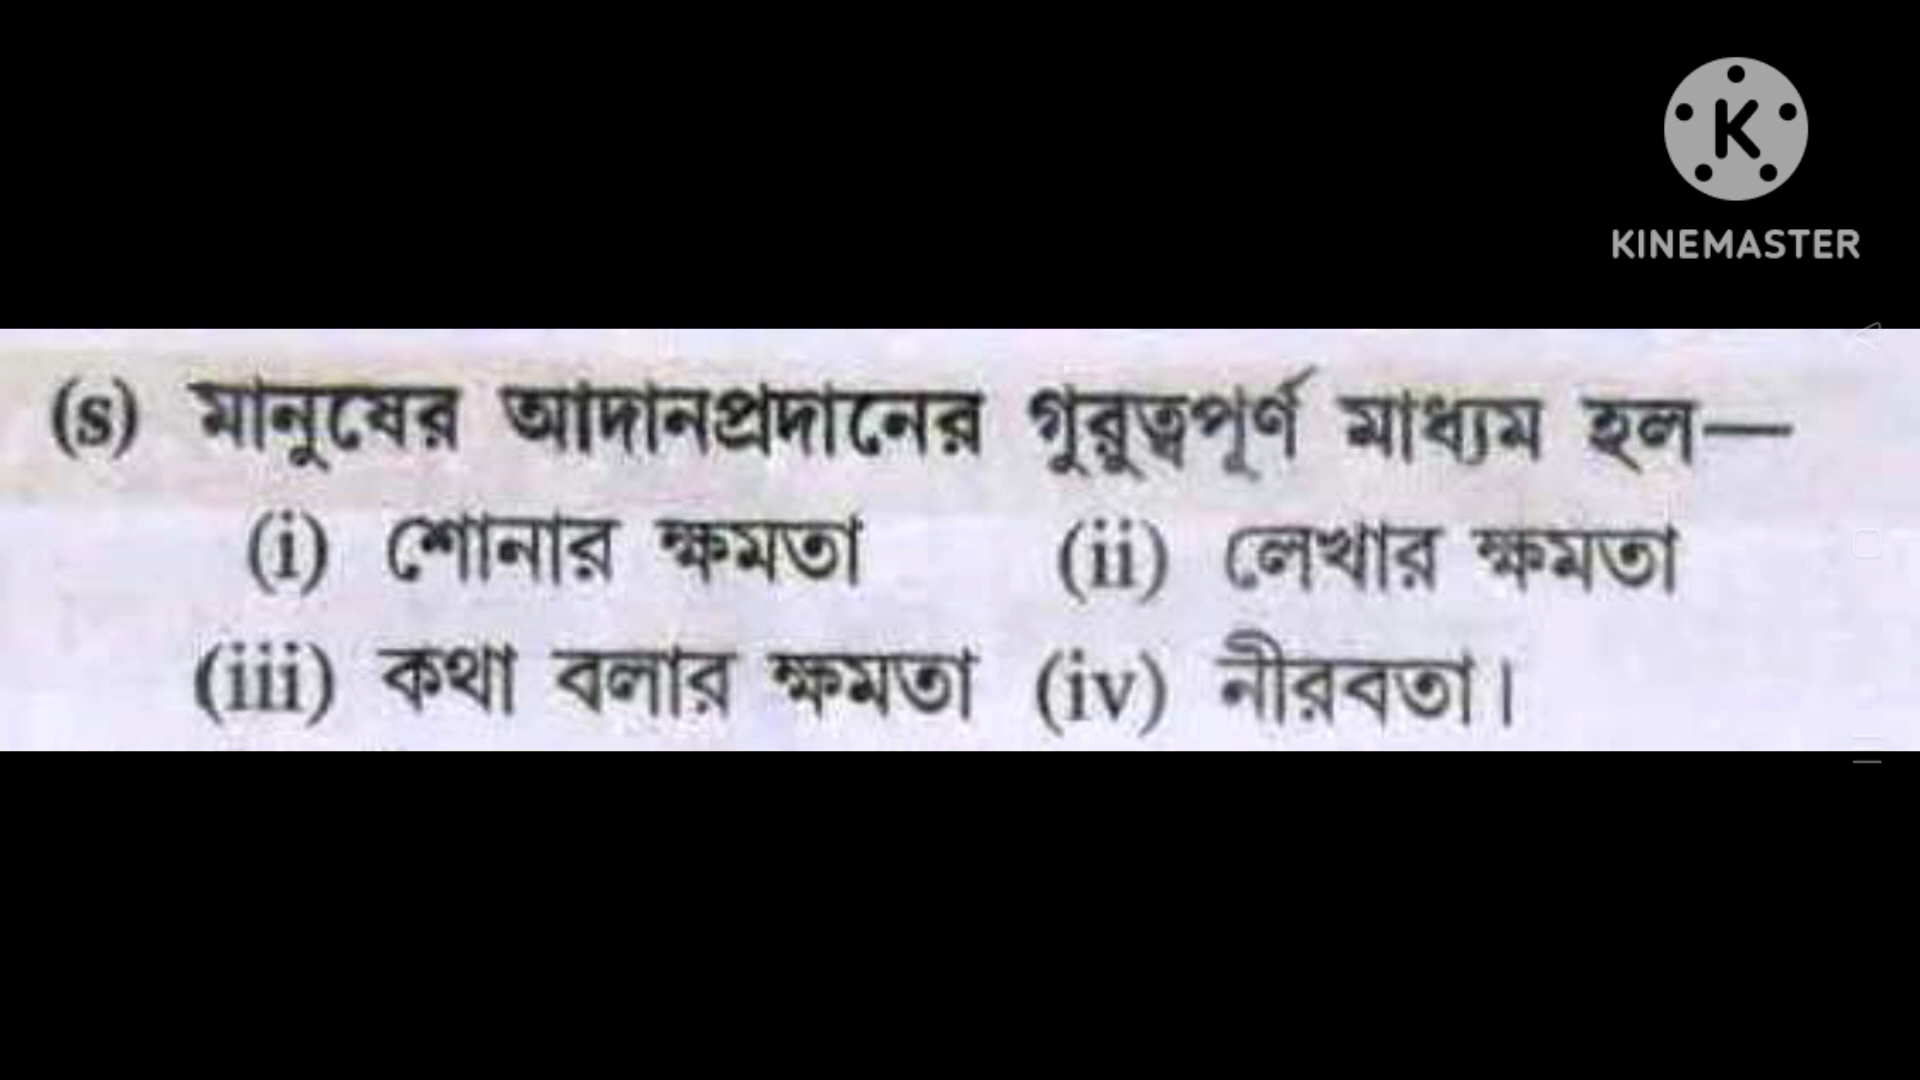 KINEMASTER
(s) মানুষের আদানপ্রদানের গুরুত্বপূর্ণ মাধ্যম হল—
(i) শোনার ক্ষমতা (ii) লেখার ক্ষমতা
(iii) কথা বলার ক্ষমতা (iv) নীরবতা।